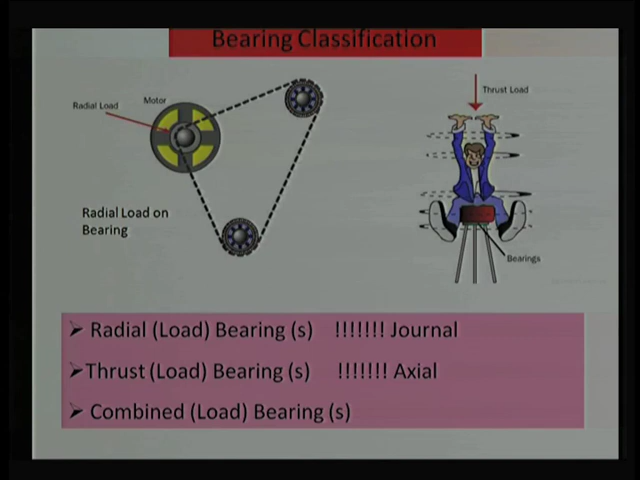 Bearing Classification
Radial Load
Motor
Thrust Load
Radial Load on
Bearing
Bearings
➢ Radial (Load) Bearing (s) !!!!!!! Journal
➢Thrust (Load) Bearing (s) !!!!!!! Axial
➢ Combined (Load) Bearing (s)